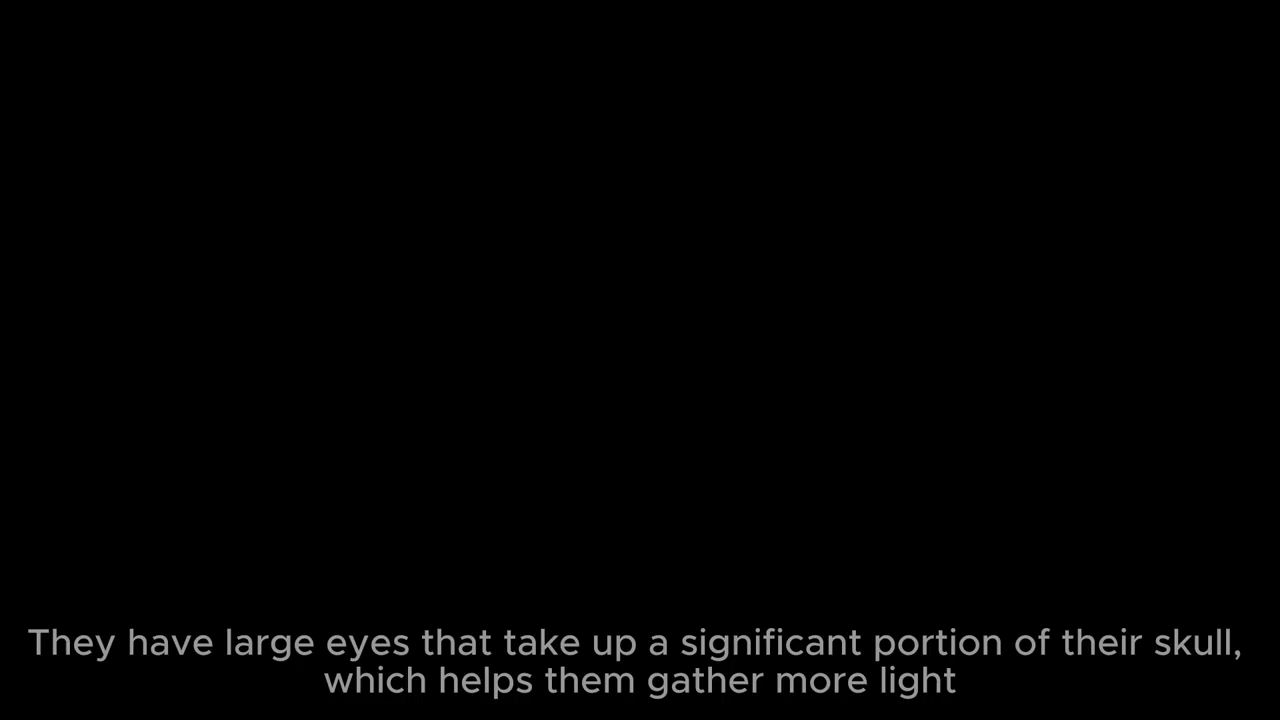 They have large eyes that take up a significant portion of their skull,
which helps them gather more light